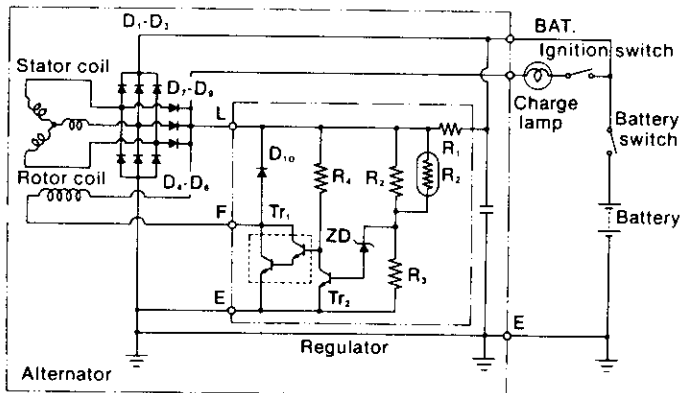 D₁-D₃
BAT.
Ignition switch
Stator coil
D₇-D₉
Charge lamp
L
R₁
Battery switch
D₁₀
R₄
R₂
R₂
Rotor coil
D₄-D₆
F
Tr₁
ZD
Battery
R₃
E
Tr₂
E
Regulator
Alternator